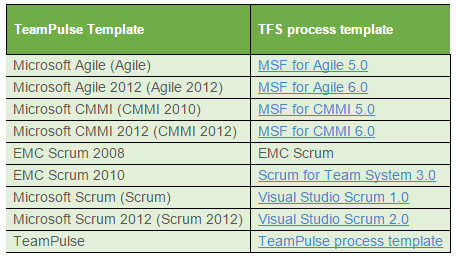 TeamPulse Template TFS process template
Microsoft Agile (Agile) MSF for Agile 5.0
Microsoft Agile 2012 (Agile 2012) MSF for Agile 6.0
Microsoft CMMI (CMMI 2010) MSF for CMMI 5.0
Microsoft CMMI 2012 (CMMI 2012) MSF for CMMI 6.0
EMC Scrum 2008 EMC Scrum
EMC Scrum 2010 Scrum for Team System 3.0
Microsoft Scrum (Scrum) Visual Studio Scrum 1.0
Microsoft Scrum 2012 (Scrum 2012) Visual Studio Scrum 2.0
TeamPulse TeamPulse process template